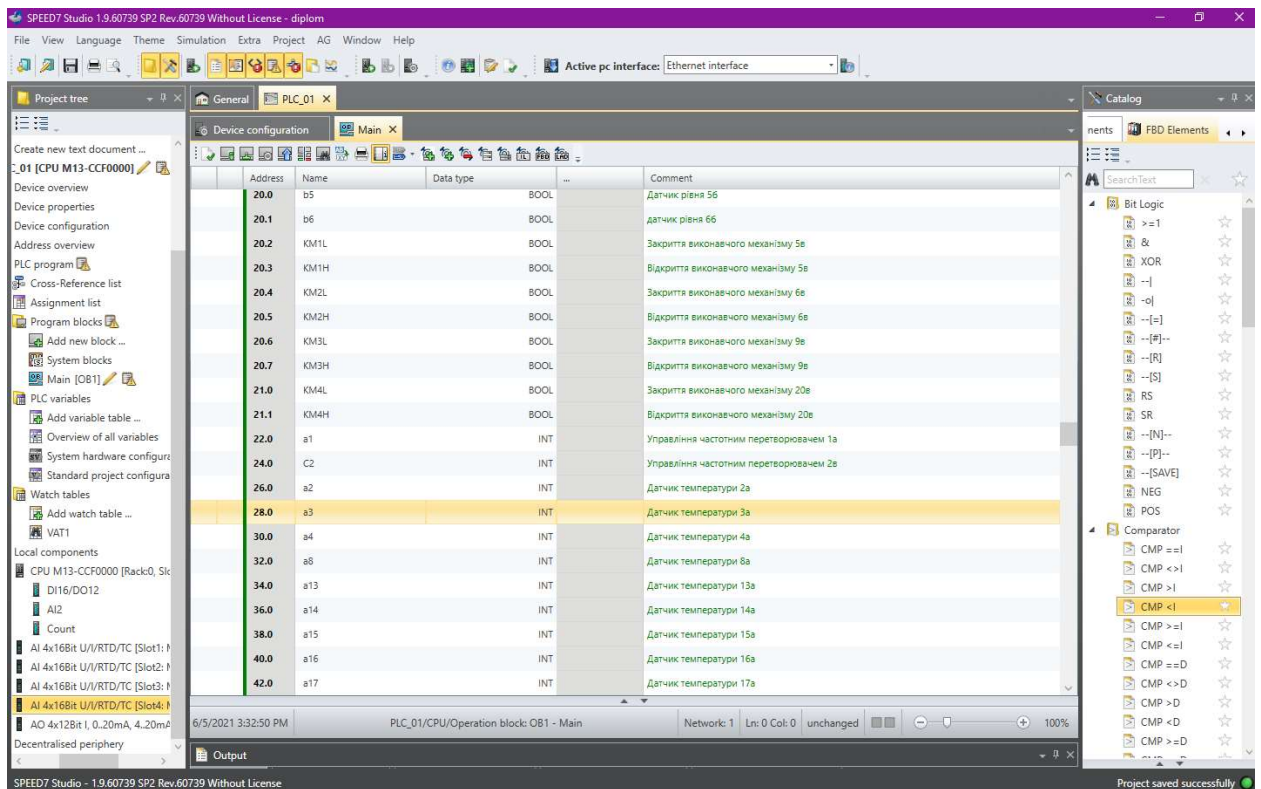 SPEED7 Studio 1.9.60739 SP2 Rev.60739 Without License - diplom
File View Language Theme Simulation Extra Project AG Window Help
Active pc interface: Ethernet interface
Project tree
Create new text document ...
:_01 [CPU M13-CCF0000]
Device overview
Device properties
Device configuration
Address overview
PLC program
Cross-Reference list
Assignment list
Program blocks
Add new block ...
System blocks
Main [OB1]
PLC variables
Add variable table ...
Overview of all variables
System hardware configura
Standard project configura
Watch tables
Add watch table ...
VAT1
Local components
CPU M13-CCF0000 [Rack:0, Slo
DI16/DO12
AI2
Count
AI 4x16Bit U/I/RTD/TC [Slot1: M
AI 4x16Bit U/I/RTD/TC [Slot2: M
AI 4x16Bit U/I/RTD/TC [Slot3: M
AI 4x16Bit U/I/RTD/TC [Slot4: M
AO 4x12Bit I, 0..20mA, 4..20mA
Decentralised periphery
General PLC_01
Device configuration Main
Address Name Data type ... Comment
20.0 b5 BOOL Датчик рівня 5б
20.1 b6 BOOL датчик рівня 6б
20.2 KM1L BOOL Закриття виконавчого механізму 5в
20.3 KM1H BOOL Відкриття виконавчого механізму 5в
20.4 KM2L BOOL Закриття виконавчого механізму 6в
20.5 KM2H BOOL Відкриття виконавчого механізму 6в
20.6 KM3L BOOL Закриття виконавчого механізму 9в
20.7 KM3H BOOL Відкриття виконавчого механізму 9в
21.0 KM4L BOOL Закриття виконавчого механізму 20в
21.1 KM4H BOOL Відкриття виконавчого механізму 20в
22.0 a1 INT Управління частотним перетворювачем 1а
24.0 C2 INT Управління частотним перетворювачем 2в
26.0 a2 INT Датчик температури 2а
28.0 a3 INT Датчик температури 3а
30.0 a4 INT Датчик температури 4а
32.0 a8 INT Датчик температури 8а
34.0 a13 INT Датчик температури 13а
36.0 a14 INT Датчик температури 14а
38.0 a15 INT Датчик температури 15а
40.0 a16 INT Датчик температури 16а
42.0 a17 INT Датчик температури 17а
6/5/2021 3:32:50 PM PLC_01/CPU/Operation block: OB1 - Main Network: 1 Ln: 0 Col: 0 unchanged 100%
Output
Catalog
nents FBD Elements
SearchText
Bit Logic
>=1
&
XOR
--|
-o|
--[=]
--[#]--
--[R]
--[S]
RS
SR
--[N]--
--[P]--
--[SAVE]
NEG
POS
Comparator
CMP ==I
CMP <>I
CMP >I
CMP <I
CMP >=I
CMP <=I
CMP ==D
CMP <>D
CMP >D
CMP <D
CMP >=D
SPEED7 Studio - 1.9.60739 SP2 Rev.60739 Without License Project saved successfully